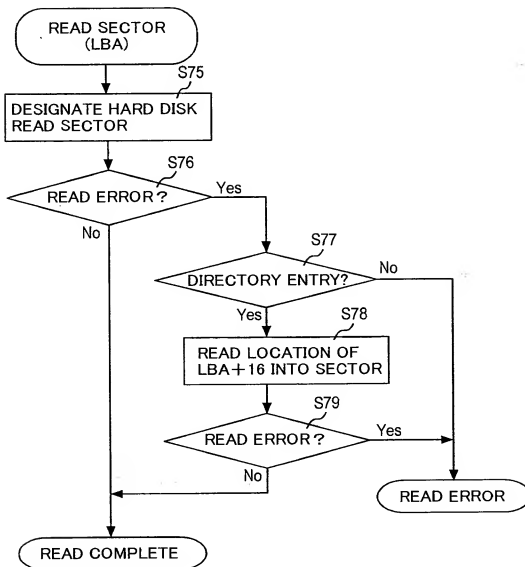 READ SECTOR
(LBA)
S75
DESIGNATE HARD DISK
READ SECTOR
S76
READ ERROR?
Yes
No
S77
DIRECTORY ENTRY?
No
Yes
S78
READ LOCATION OF
LBA+16 INTO SECTOR
S79
READ ERROR?
Yes
No
READ ERROR
READ COMPLETE